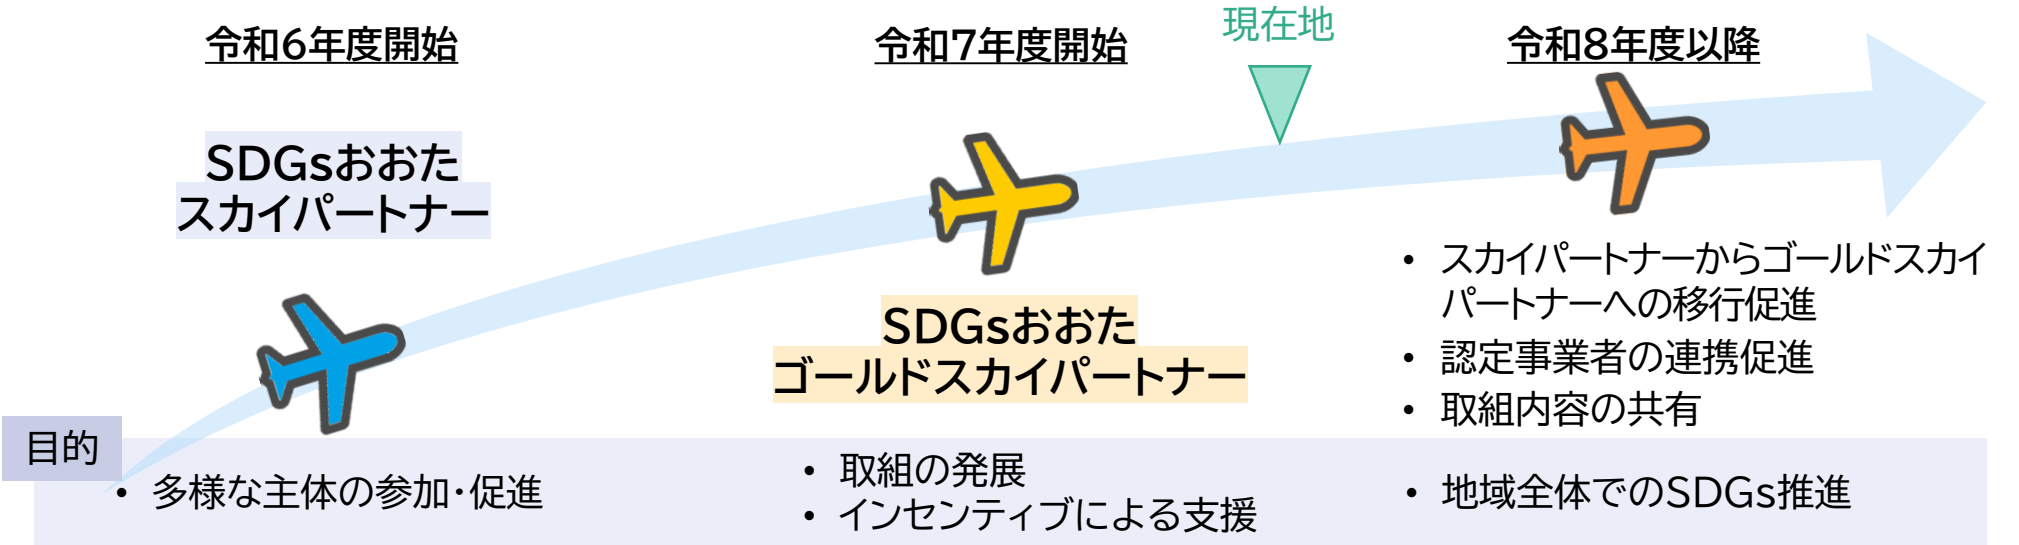 令和6年度開始
令和7年度開始
現在地
令和8年度以降
SDGsおおた
スカイパートナー
SDGsおおた
ゴールドスカイパートナー
• スカイパートナーからゴールドスカイ
パートナーへの移行促進
• 認定事業者の連携促進
• 取組内容の共有
目的
• 多様な主体の参加・促進
• 取組の発展
• インセンティブによる支援
• 地域全体でのSDGs推進